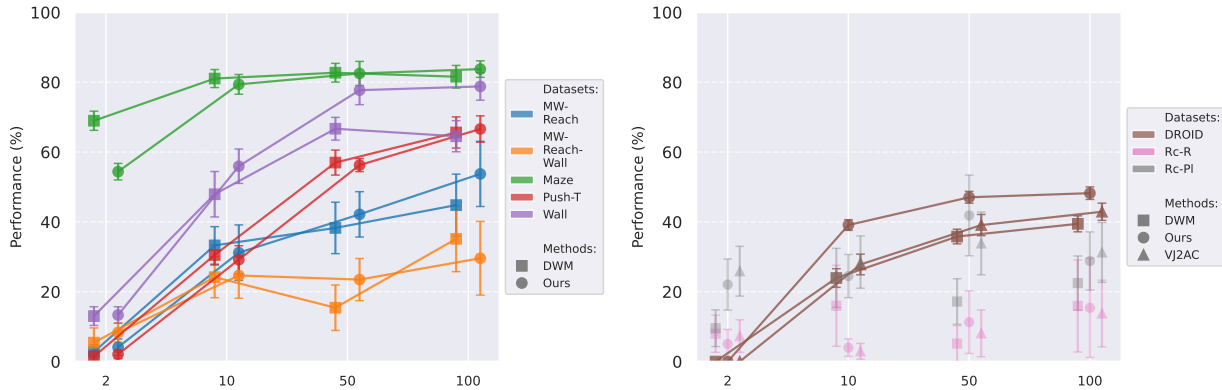 100
80
60
40
20
0
Performance (%)
2
10
50
100
Datasets:
MW-
Reach
MW-
Reach-
Wall
Maze
Push-T
Wall
Methods:
DWM
Ours
100
80
60
40
20
0
Performance (%)
2
10
50
100
Datasets:
DROID
Rc-R
Rc-Pl
Methods:
DWM
Ours
VJ2AC